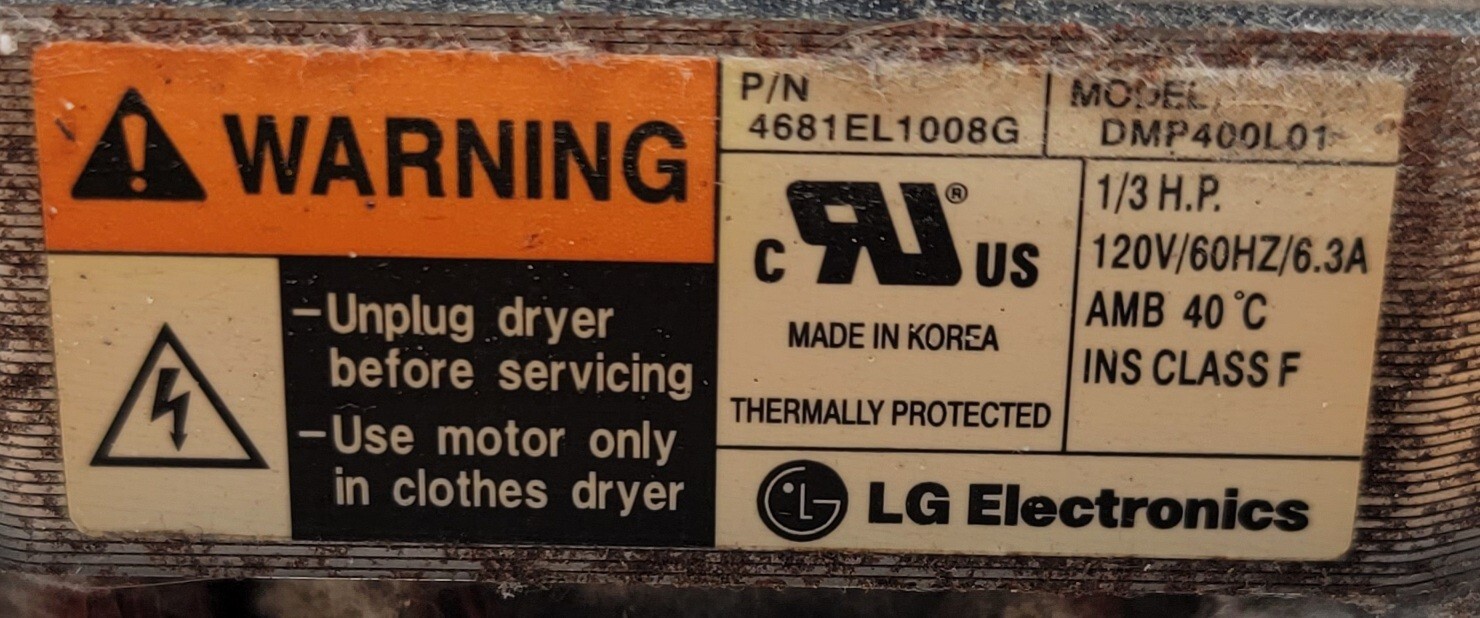 WARNING
-Unplug dryer
before servicing
-Use motor only
in clothes dryer
P/N
4681EL1008G
MODEL
DMP400L01
C RU® US
MADE IN KOREA
THERMALLY PROTECTED
1/3 H.P.
120V/60HZ/6.3A
AMB 40 °C
INS CLASS F
LG Electronics